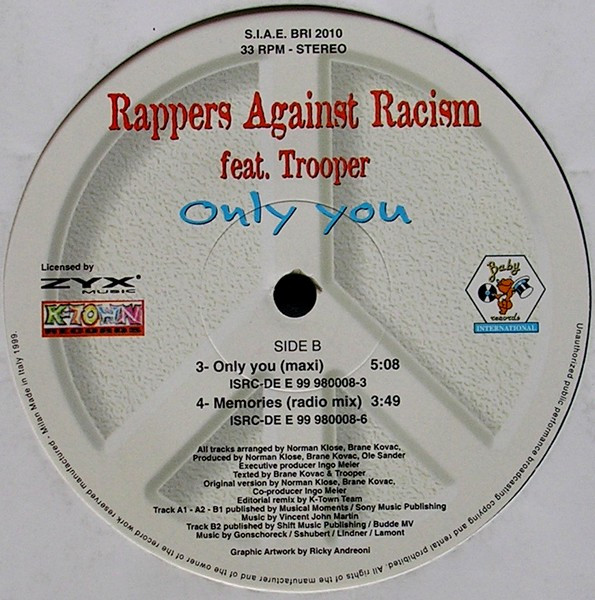 S.I.A.E. BRI 2010
33 RPM - STEREO
Rappers Against Racism
feat. Trooper
Only you
Licensed by
ZYX
MUSIC
K-TOWN
RECORDS
Baby
records
INTERNATIONAL
SIDE B
3- Only you (maxi) 5:08
ISRC-DE E 99 980008-3
4- Memories (radio mix) 3:49
ISRC-DE E 99 980008-6
All tracks arranged by Norman Klose, Brane Kovac,
Produced by Norman Klose, Brane Kovac, Ole Sander
Executive producer Ingo Meier
Texted by Brane Kovac & Trooper
Original version by Norman Klose, Brane Kovac,
Co-producer Ingo Meier
Editorial remix by K-Town Team
Track A1 - A2 - B1 published by Musical Moments / Sony Music Publishing
Music by Vincent John Martin
Track B2 published by Shift Music Publishing / Budde MV
Music by Gonschoreck / Sshubert / Lindner / Lamont
Graphic Artwork by Ricky Andreoni
Unauthorized public performance broadcasting copying and rental prohibited. All rights of the manufacturer and of the owner of the record work reserved manufactured - Milan Made in Italy 1999.